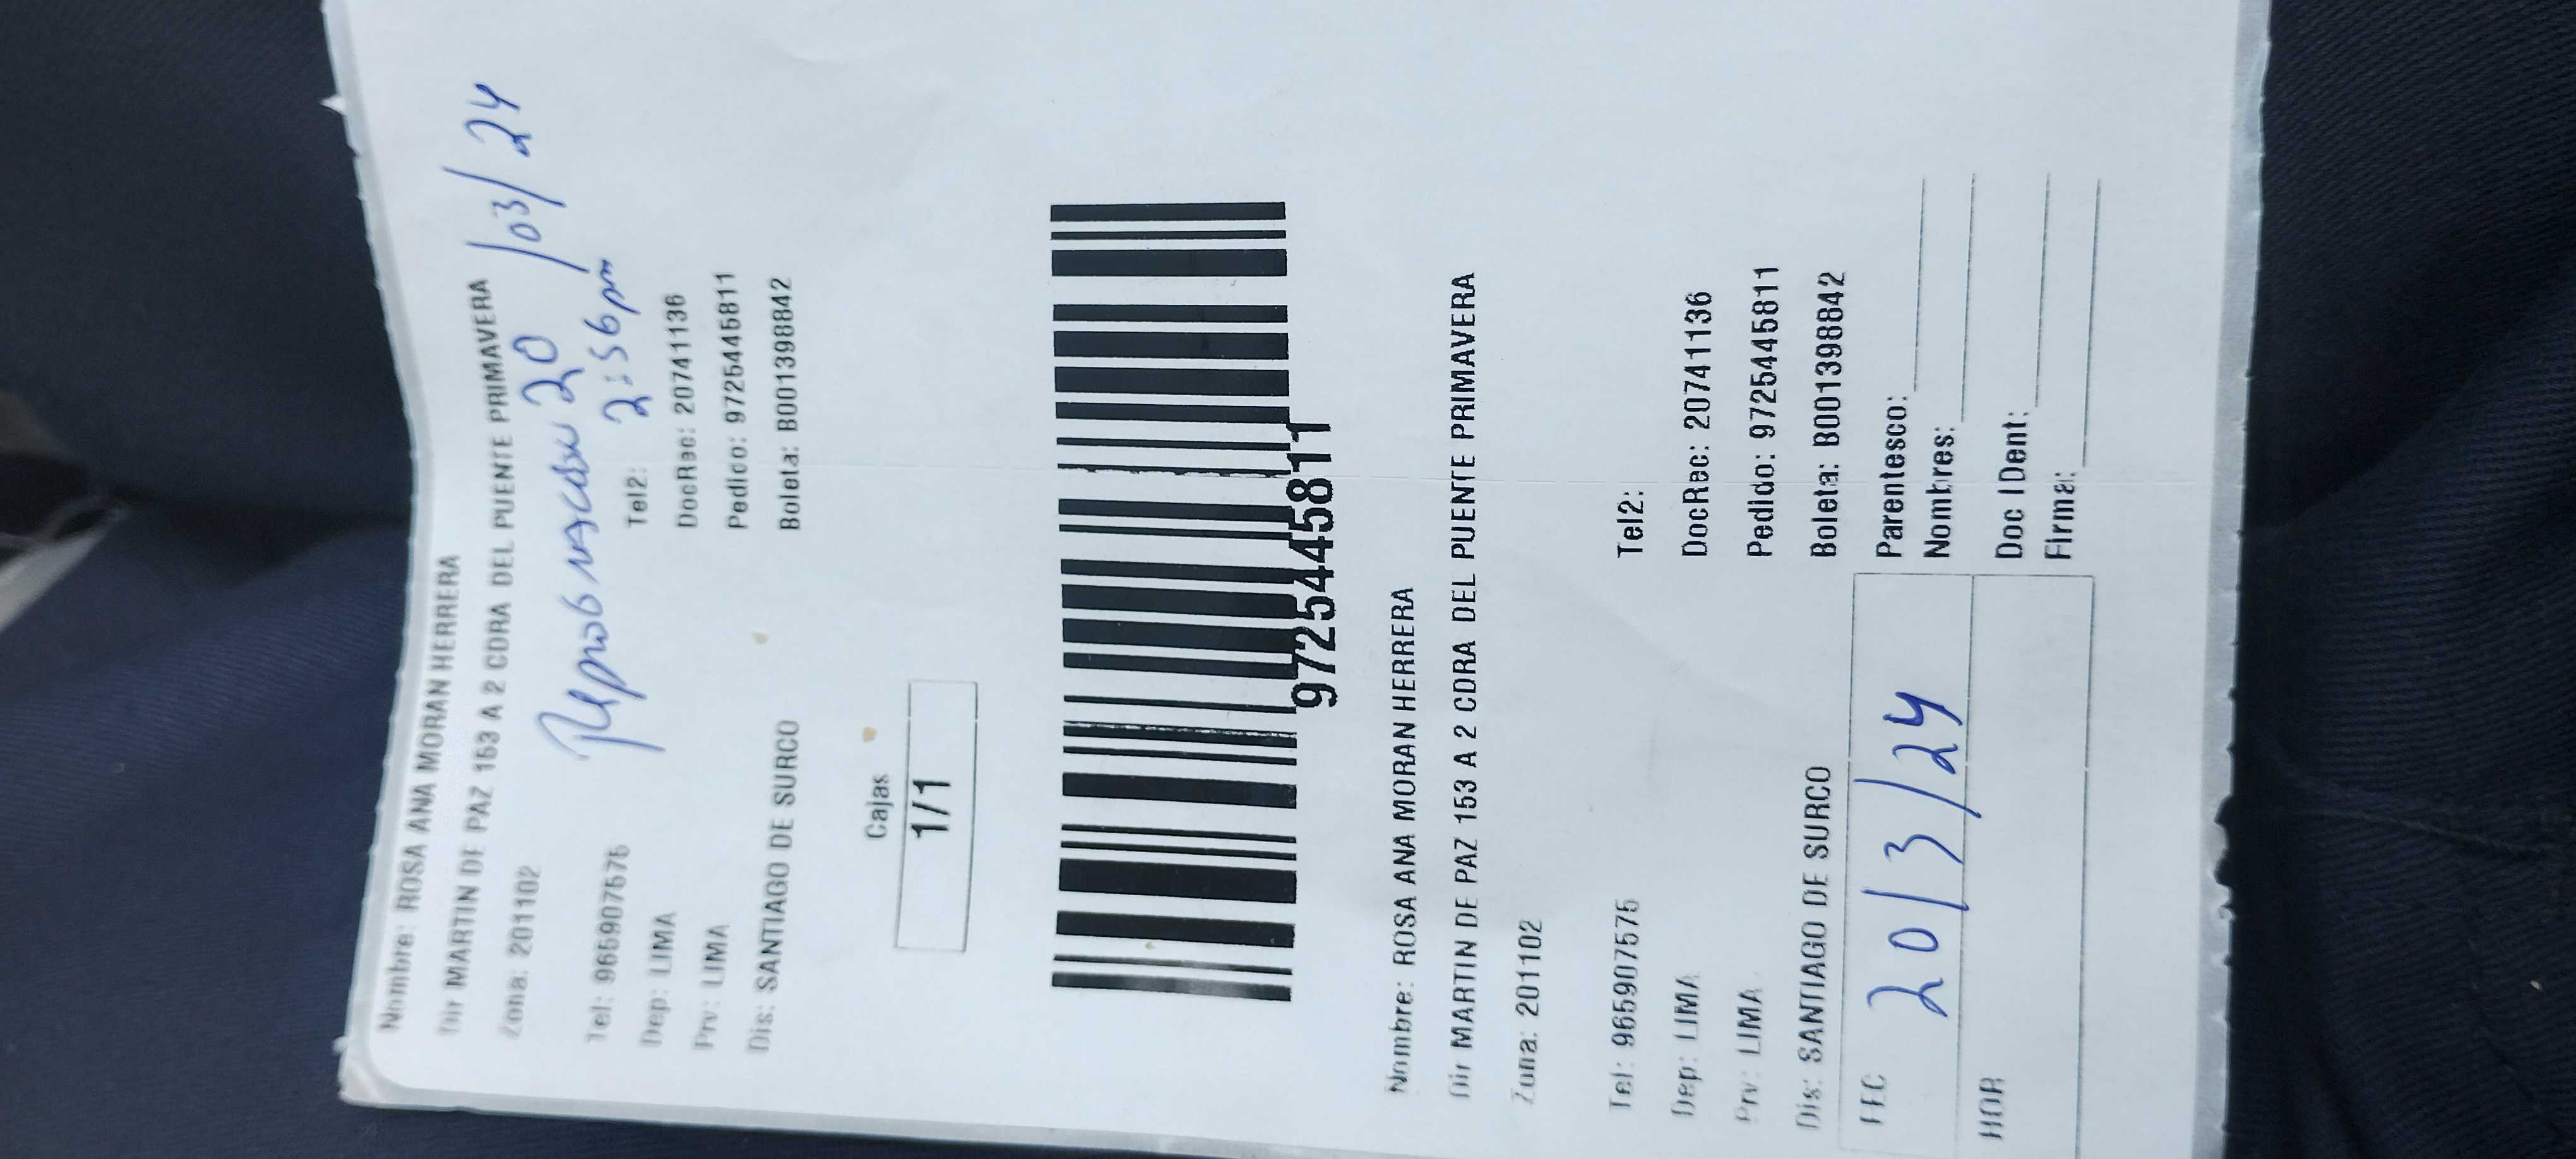 Nombre: ROSA ANA MORAN HERRERA
Dir MARTIN DE PAZ 153 A 2 CDRA DEL PUENTE PRIMAVERA
Zona: 201102
20/03/24
2:56pm
Tel: 965907575 Tel2:
Dep: LIMA DocRec: 20741136
Prv: LIMA Pedido: 9725445811
Dis: SANTIAGO DE SURCO Boleta: B001398842
Cajas
1/1
9725445811
Nombre: ROSA ANA MORAN HERRERA
Dir MARTIN DE PAZ 153 A 2 CDRA DEL PUENTE PRIMAVERA
Zona: 201102
Tel: 965907575 Tel2:
Dep: LIMA DocRec: 20741136
Prv: LIMA Pedido: 9725445811
Dis: SANTIAGO DE SURCO Boleta: B001398842
FEC 20/3/24 Parentesco:
Nombres:
HOR Doc IDent:
Firma: